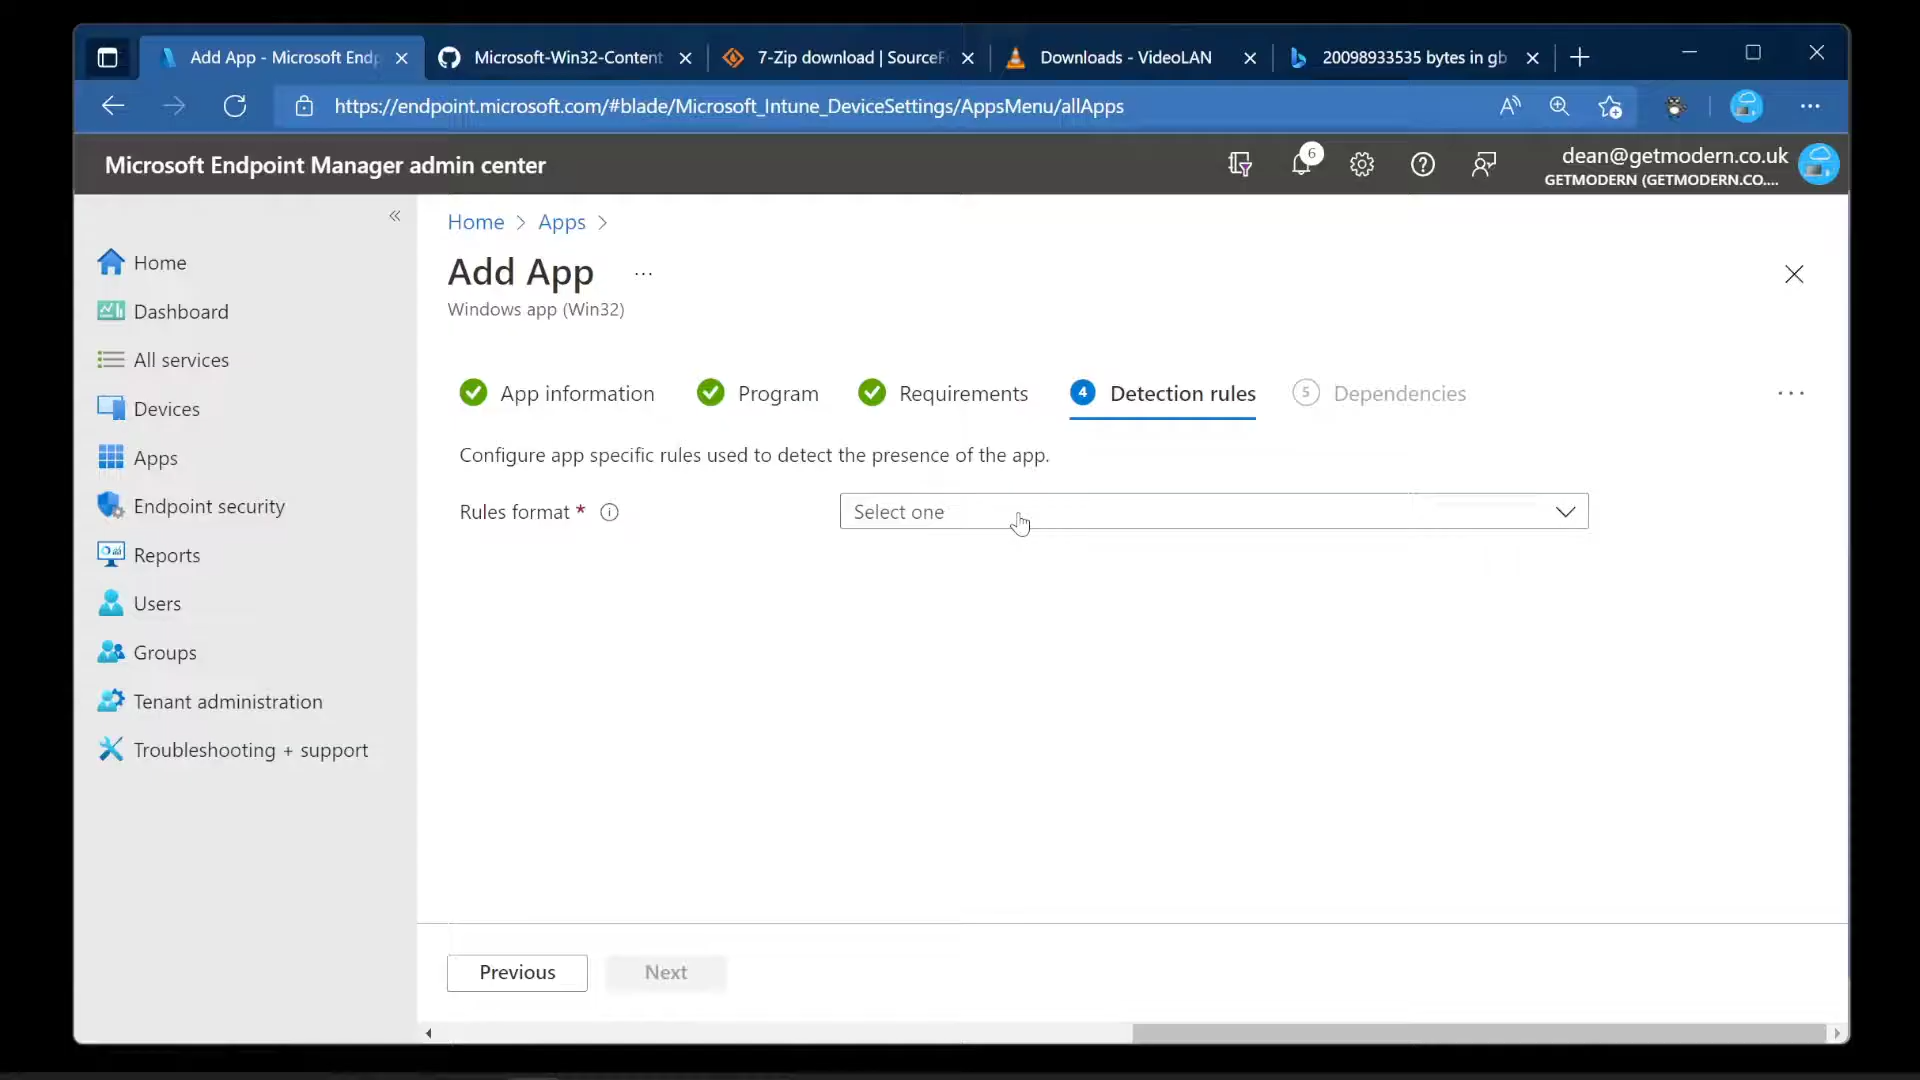 Add App - Microsoft Endp
Microsoft-Win32-Content
7-Zip download | SourceF
Downloads - VideoLAN
20098933535 bytes in gb
https://endpoint.microsoft.com/#blade/Microsoft_Intune_DeviceSettings/AppsMenu/allApps
Microsoft Endpoint Manager admin center
6
dean@getmodern.co.uk
GETMODERN (GETMODERN.CO....
Home
Dashboard
All services
Devices
Apps
Endpoint security
Reports
Users
Groups
Tenant administration
Troubleshooting + support
Home > Apps >
Add App ...
Windows app (Win32)
App information
Program
Requirements
4 Detection rules
5 Dependencies
...
Configure app specific rules used to detect the presence of the app.
Rules format *
Select one
Previous
Next